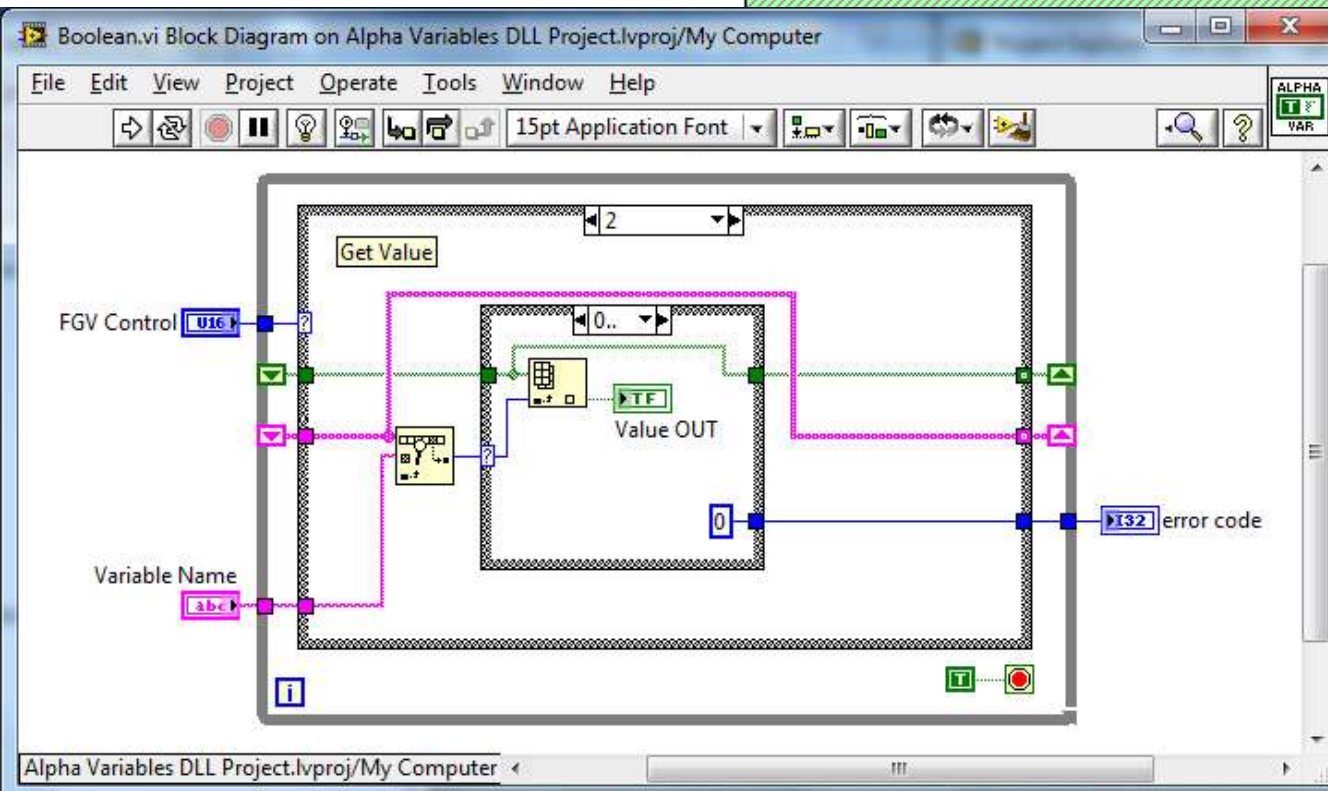 Boolean.vi Block Diagram on Alpha Variables DLL Project.lvproj/My Computer
File Edit View Project Operate Tools Window Help
ALPHA
T F
VAR
15pt Application Font
2
Get Value
FGV Control U16
0..
TF
Value OUT
0
I32 error code
Variable Name
abc
i
T
Alpha Variables DLL Project.lvproj/My Computer